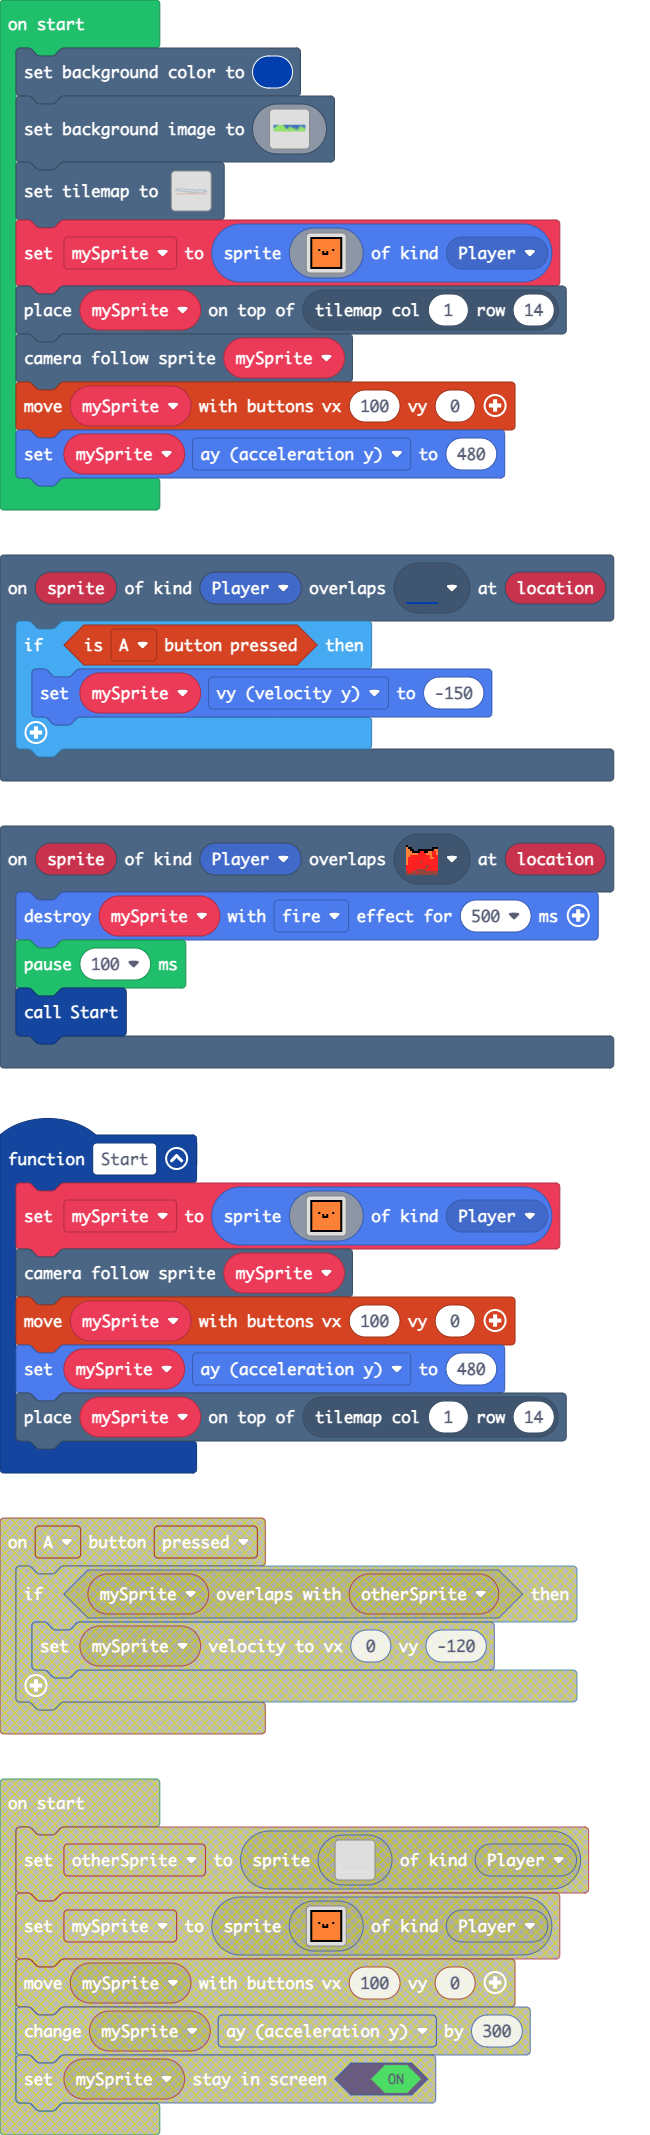 on start
set background color to
set background image to
set tilemap to
set mySprite to sprite of kind Player
place mySprite on top of tilemap col 1 row 14
camera follow sprite mySprite
move mySprite with buttons vx 100 vy 0
set mySprite ay (acceleration y) to 480
on sprite of kind Player overlaps at location
if is A button pressed then
set mySprite vy (velocity y) to -150
on sprite of kind Player overlaps at location
destroy mySprite with fire effect for 500 ms
pause 100 ms
call Start
function Start
set mySprite to sprite of kind Player
camera follow sprite mySprite
move mySprite with buttons vx 100 vy 0
set mySprite ay (acceleration y) to 480
place mySprite on top of tilemap col 1 row 14
on A button pressed
if mySprite overlaps with otherSprite then
set mySprite velocity to vx 0 vy -120
on start
set otherSprite to sprite of kind Player
set mySprite to sprite of kind Player
move mySprite with buttons vx 100 vy 0
change mySprite ay (acceleration y) by 300
set mySprite stay in screen ON